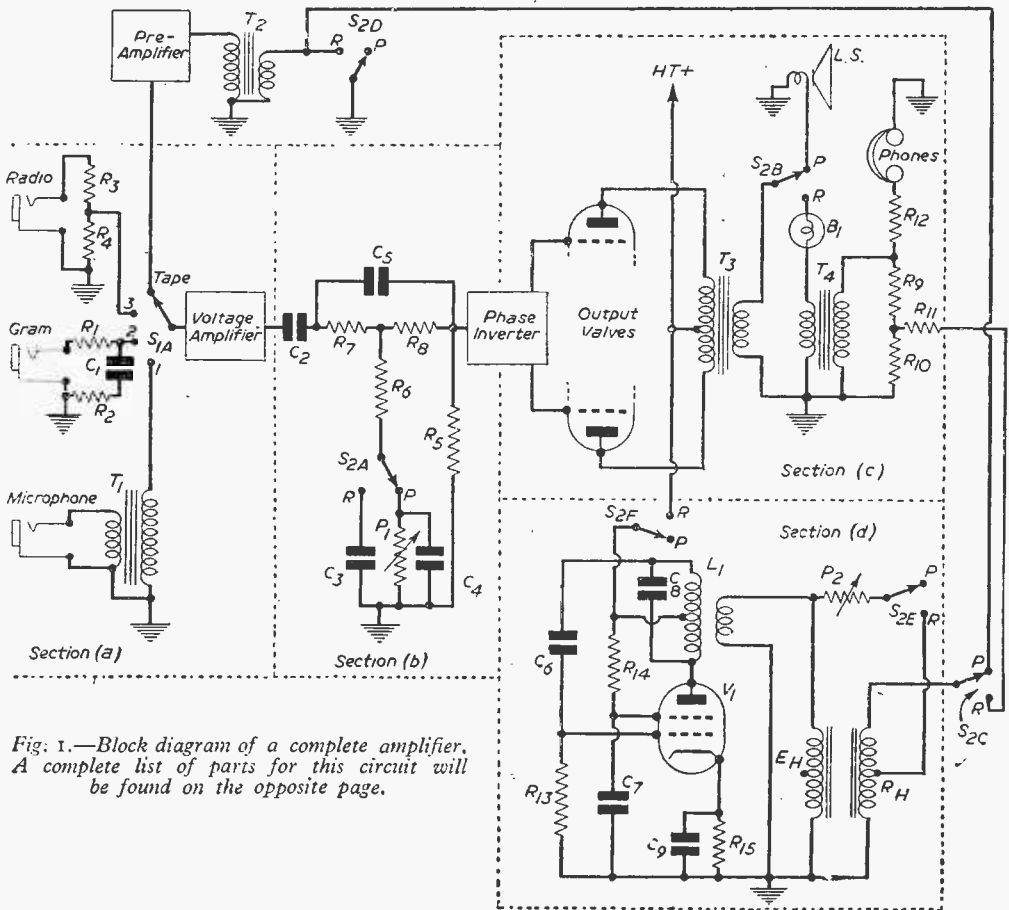 Pre-
Amplifier
T2
S2D
R
P
HT+
L.S.
Radio
R3
R4
Tape
3
Gram
R1
2
S1A
C1
1
R2
Voltage
Amplifier
C2
C5
R7
R8
R6
R5
S2A
R
P
P1
C3
C4
Phase
Inverter
Output
Valves
T3
S2B
P
R
B1
T4
Phones
R12
R9
R11
R10
Microphone
T1
Section (a)
Section (b)
Section (c)
Section (d)
S2F
R
P
L1
C8
C6
R14
V1
R13
C7
C9
R15
P2
P
S2E
R
EH
RH
P
R
S2C
Fig: 1.—Block diagram of a complete amplifier.
A complete list of parts for this circuit will
be found on the opposite page.